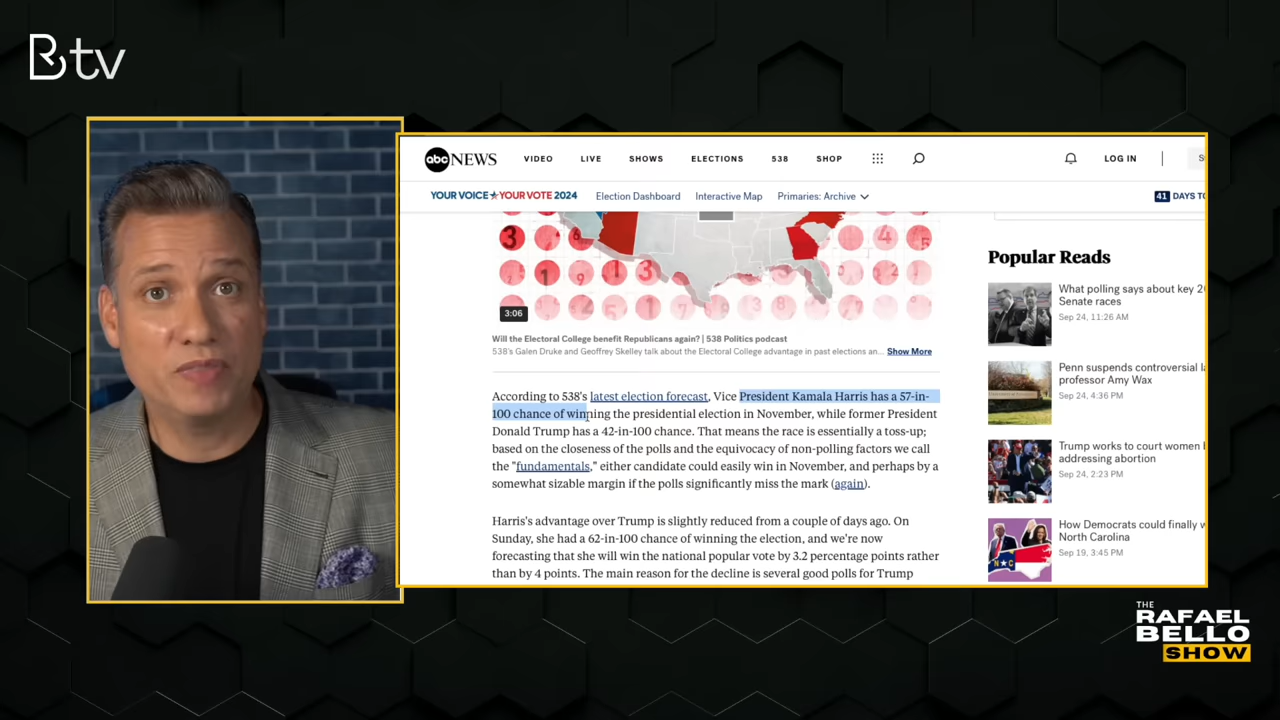 Btv
abc NEWS
VIDEO
LIVE
SHOWS
ELECTIONS
538
SHOP
LOG IN
YOUR VOICE★YOUR VOTE 2024
Election Dashboard
Interactive Map
Primaries: Archive
41 DAYS
3:06
Will the Electoral College benefit Republicans again? | 538 Politics podcast
538's Galen Druke and Geoffrey Skelley talk about the Electoral College advantage in past elections an... Show More
According to 538's latest election forecast, Vice President Kamala Harris has a 57-in-
100 chance of winning the presidential election in November, while former President
Donald Trump has a 42-in-100 chance. That means the race is essentially a toss-up;
based on the closeness of the polls and the equivocacy of non-polling factors we call
the "fundamentals," either candidate could easily win in November, and perhaps by a
somewhat sizable margin if the polls significantly miss the mark (again).
Harris's advantage over Trump is slightly reduced from a couple of days ago. On
Sunday, she had a 62-in-100 chance of winning the election, and we're now
forecasting that she will win the national popular vote by 3.2 percentage points rather
than by 4 points. The main reason for the decline is several good polls for Trump
Popular Reads
What polling says about key 2
Senate races
Sep 24, 11:26 AM
Penn suspends controversial
professor Amy Wax
Sep 24, 4:36 PM
Trump works to court women
addressing abortion
Sep 24, 2:23 PM
How Democrats could finally
North Carolina
Sep 19, 3:45 PM
THE
RAFAEL
BELLO
SHOW